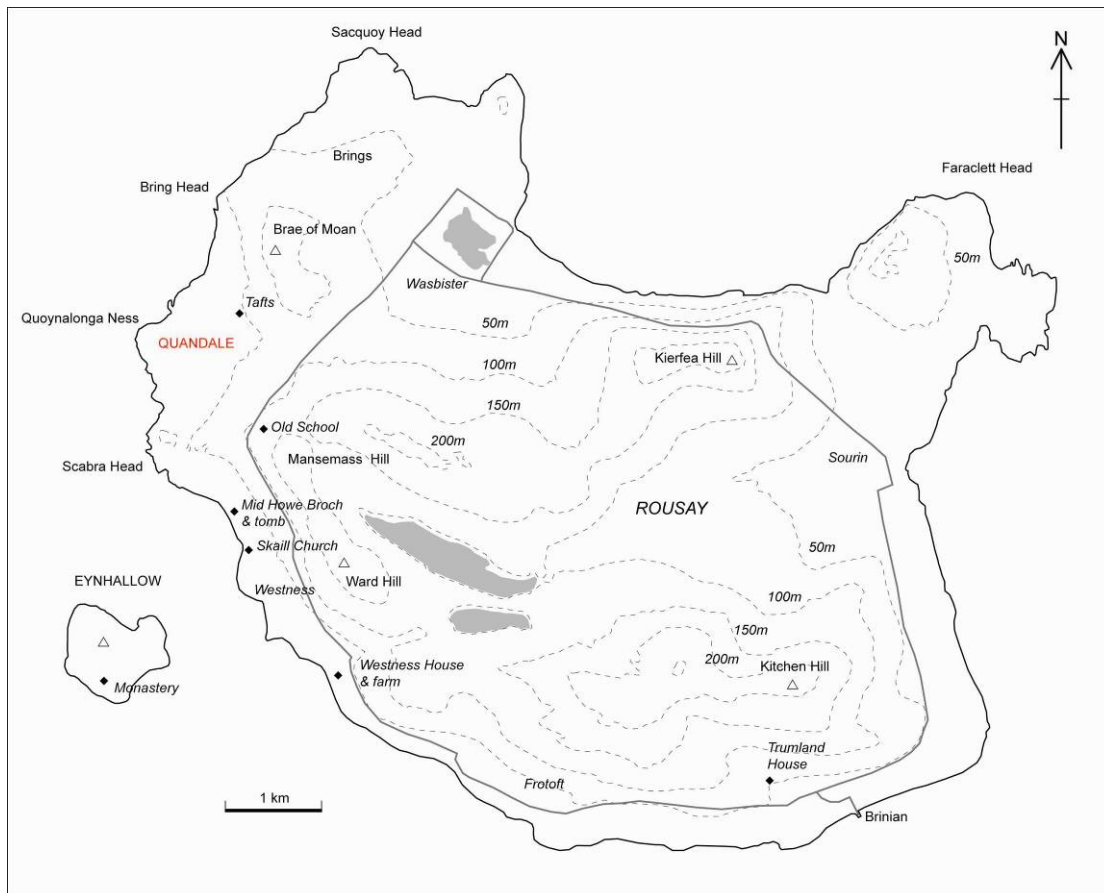 Sacquoy Head
N
Brings
Faraclett Head
Bring Head
Brae of Moan
50m
Wasbister
Tafts
Quoynalonga Ness
QUANDALE
50m
Kierfea Hill
100m
150m
Old School
200m
Mansemass Hill
Sourin
Scabra Head
Mid Howe Broch
& tomb
ROUSAY
Skaill Church
50m
EYNHALLOW
Ward Hill
Westness
100m
150m
200m
Kitchen Hill
Westness House
& farm
Monastery
Trumland
House
Frotoft
1 km
Brinian